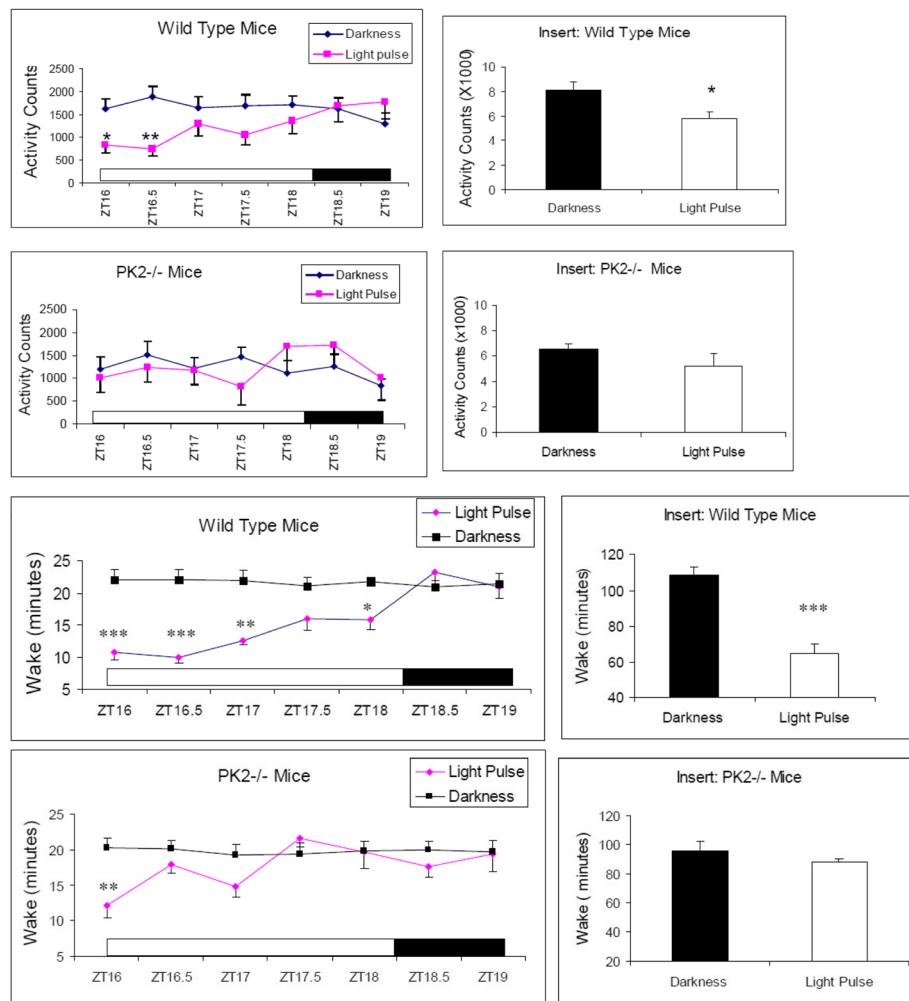 Wild Type Mice
Darkness
Light pulse
Activity Counts
2500
2000
1500
1000
500
0
*
**
ZT16
ZT16.5
ZT17
ZT17.5
ZT18
ZT18.5
ZT19
Insert: Wild Type Mice
Activity Counts (X1000)
10
8
6
4
2
0
*
Darkness
Light Pulse
PK2-/- Mice
Darkness
Light Pulse
Activity Counts
2500
2000
1500
1000
500
0
ZT16
ZT16.5
ZT17
ZT17.5
ZT18
ZT18.5
ZT19
Insert: PK2-/- Mice
Activity Counts (x1000)
10
8
6
4
2
0
Darkness
Light Pulse
Wild Type Mice
Light Pulse
Darkness
Wake (minutes)
25
20
15
10
5
***
***
**
*
ZT16
ZT16.5
ZT17
ZT17.5
ZT18
ZT18.5
ZT19
Insert: Wild Type Mice
Wake (minutes)
120
100
80
60
40
***
Darkness
Light Pulse
PK2-/- Mice
Light Pulse
Darkness
Wake (minutes)
25
20
15
10
5
**
ZT16
ZT16.5
ZT17
ZT17.5
ZT18
ZT18.5
ZT19
Insert: PK2-/- Mice
Wake ( minutes)
120
100
80
60
40
20
Darkness
Light Pulse